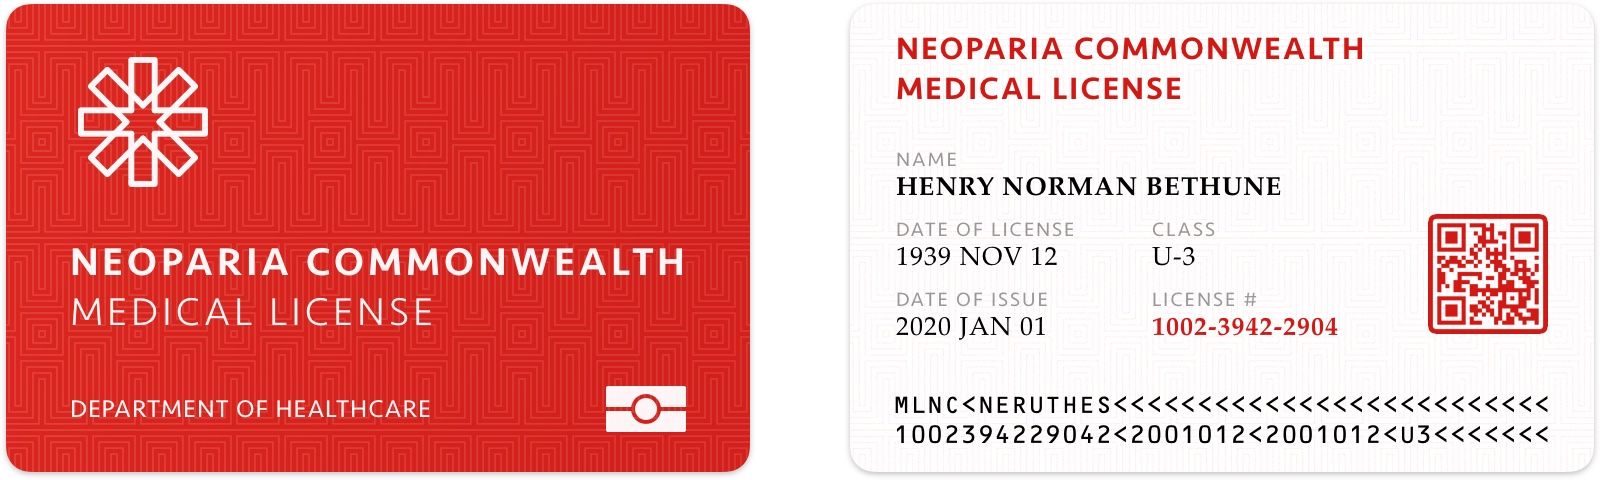 NEOPARIA COMMONWEALTH
MEDICAL LICENSE
DEPARTMENT OF HEALTHCARE
NEOPARIA COMMONWEALTH
MEDICAL LICENSE
NAME
HENRY NORMAN BETHUNE
DATE OF LICENSE CLASS
1939 NOV 12 U-3
DATE OF ISSUE LICENSE #
2020 JAN 01 1002-3942-2904
MLNC<NERUTHES<<<<<<<<<<<<<<<<<<<<<<<<<<
1002394229042<2001012<2001012<U3<<<<<<<